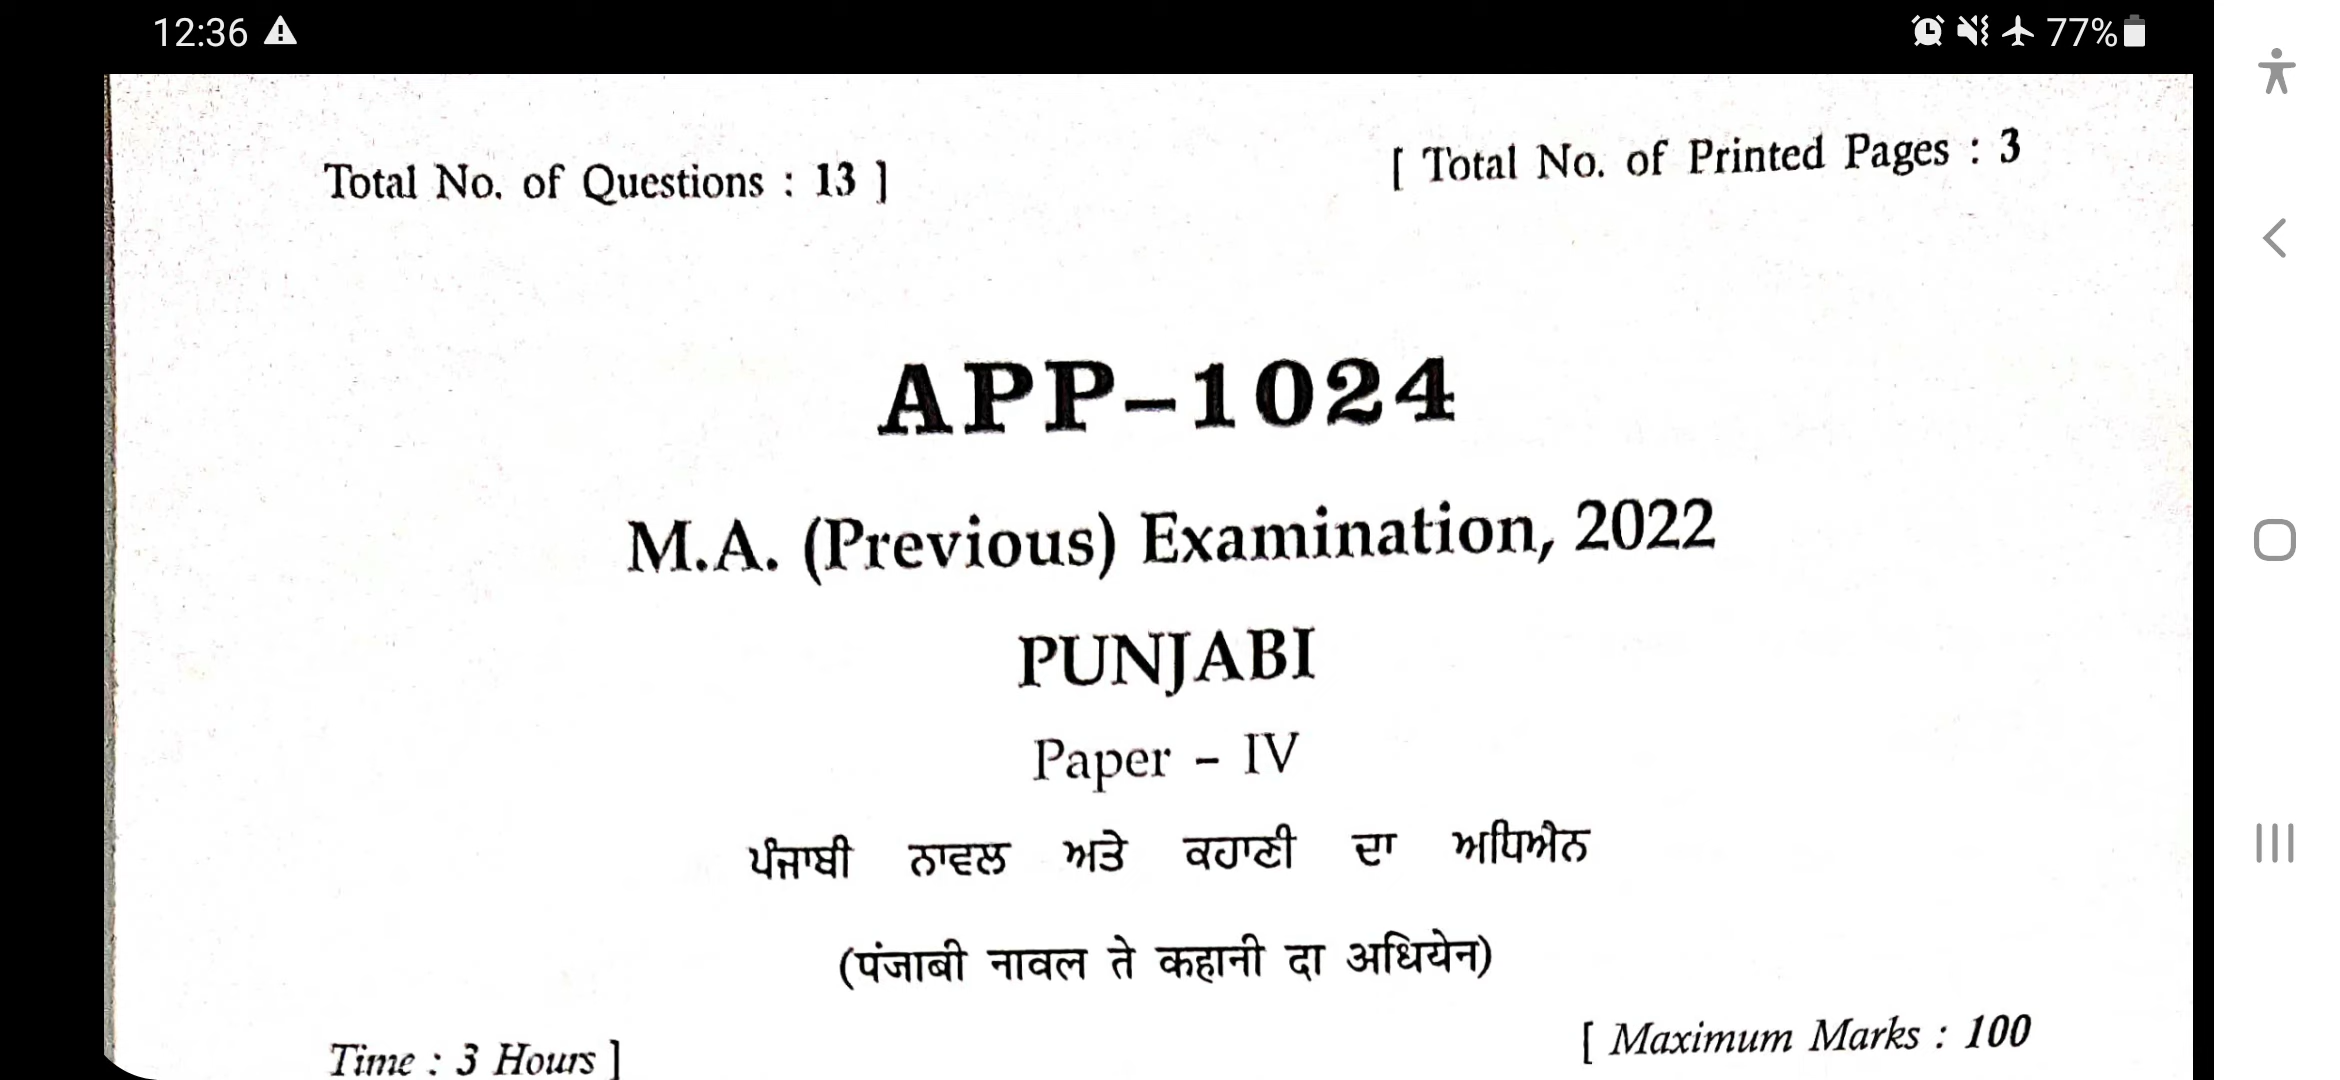 12:36
77%
Total No. of Questions : 13 ]
[ Total No. of Printed Pages : 3
APP–1024
M.A. (Previous) Examination, 2022
PUNJABI
Paper – IV
ਪੰਜਾਬੀ ਨਾਵਲ ਅਤੇ ਕਹਾਣੀ ਦਾ ਅਧਿਐਨ
(पंजाबी नावल ते कहानी दा अधियेन)
Time : 3 Hours ]
[ Maximum Marks : 100